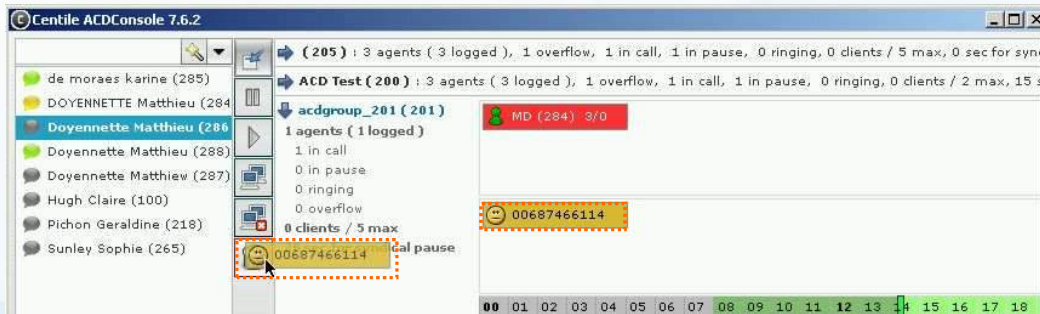 Centile ACDConsole 7.6.2
(205) : 3 agents ( 3 logged ), 1 overflow, 1 in call, 1 in pause, 0 ringing, 0 clients / 5 max, 0 sec for
ACD Test ( 200 ) : 3 agents ( 3 logged ), 1 overflow, 1 in call, 1 in pause, 0 ringing, 0 clients / 2 max, 15
de moraes karine (285)
DOYENNETTE Matthieu (284
Doyennette Matthieu (286
Doyennette Matthieu (288)
Doyennette Matthiew (287)
Hugh Claire (100)
Pichon Geraldine (218)
Sunley Sophie (265)
acdgroup_201 ( 201 )
1 agents ( 1 logged )
1 in call
0 in pause
0 ringing
0 overflow
0 clients / 5 max
pause
MD (284) 3/0
00687466114
00687466114
00 01 02 03 04 05 06 07 08 09 10 11 12 13 14 15 16 17 18